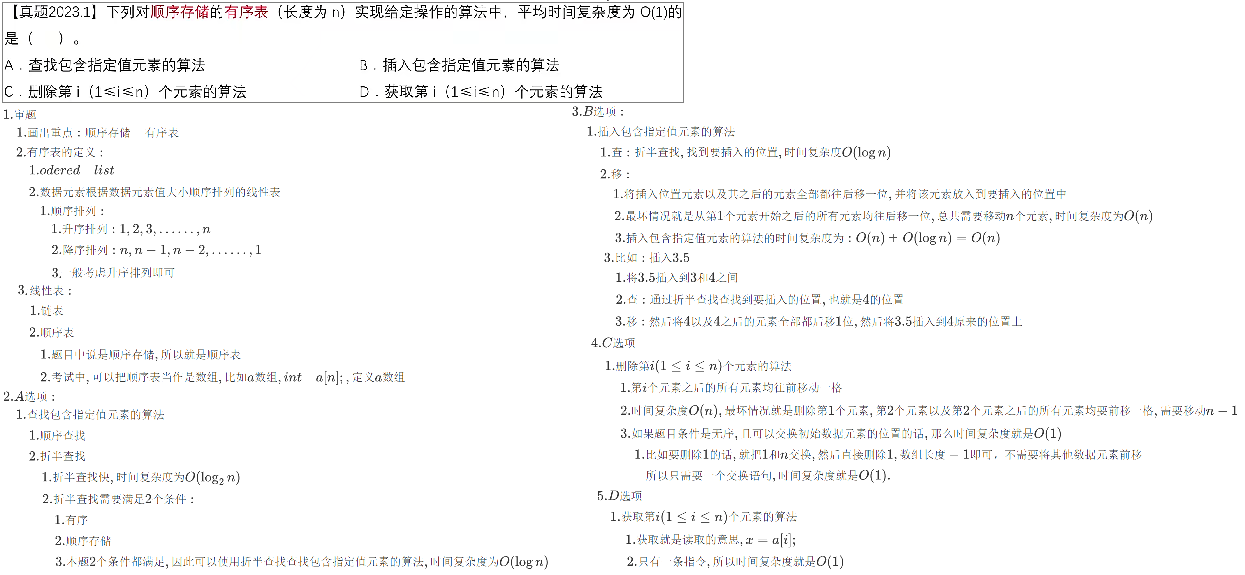 【真题2023.1】下列对顺序存储的有序表（长度为 n）实现给定操作的算法中，平均时间复杂度为 O(1)的
是（　　）。
A．查找包含指定值元素的算法
B．插入包含指定值元素的算法
C．删除第 i（1≤i≤n）个元素的算法
D．获取第 i（1≤i≤n）个元素的算法
1.审题
1.画出重点：顺序存储　有序表
2.有序表的定义：
1.odered list
2.数据元素根据数据元素值大小顺序排列的线性表
1.顺序排列：
1.升序排列：1,2,3,......,n
2.降序排列：n,n−1,n−2,......,1
3.一般考虑升序排列即可
3.线性表：
1.链表
2.顺序表
1.题目中说是顺序存储,所以就是顺序表
2.考试中,可以把顺序表当作是数组,比如a数组,int a[n];,定义a数组
2.A选项：
1.查找包含指定值元素的算法
1.顺序查找
2.折半查找
1.折半查找快,时间复杂度为O(log₂ n)
2.折半查找需要满足2个条件：
1.有序
2.顺序存储
3.本题2个条件都满足,因此可以使用折半查找查找包含指定值元素的算法,时间复杂度为O(log n)
3.B选项：
1.插入包含指定值元素的算法
1.查：折半查找,找到要插入的位置,时间复杂度O(log n)
2.移：
1.将插入位置元素以及其之后的元素全部都往后移一位,并将该元素放入到要插入的位置中
2.最坏情况就是从第1个元素开始之后的所有元素均往后移一位,总共需要移动n个元素,时间复杂度为O(n)
3.插入包含指定值元素的算法的时间复杂度为：O(n)+O(log n)=O(n)
3.比如：插入3.5
1.将3.5插入到3和4之间
2.查：通过折半查找查找到要插入的位置,也就是4的位置
3.移：然后将4以及4之后的元素全部都后移1位,然后将3.5插入到4原来的位置上
4.C选项
1.删除第i(1≤i≤n)个元素的算法
1.第i个元素之后的所有元素均往前移动一格
2.时间复杂度O(n),最坏情况就是删除第1个元素,第2个元素以及第2个元素之后的所有元素均要前移一格,需要移动n−1
3.如果题目条件是无序,且可以交换初始数据元素的位置的话,那么时间复杂度就是O(1)
1.比如要删除1的话,就把1和n交换,然后直接删除1,数组长度−1即可，不需要将其他数据元素前移
所以只需要一个交换语句,时间复杂度就是O(1).
5.D选项
1.获取第i(1≤i≤n)个元素的算法
1.获取就是读取的意思,x=a[i];
2.只有一条指令,所以时间复杂度就是O(1)